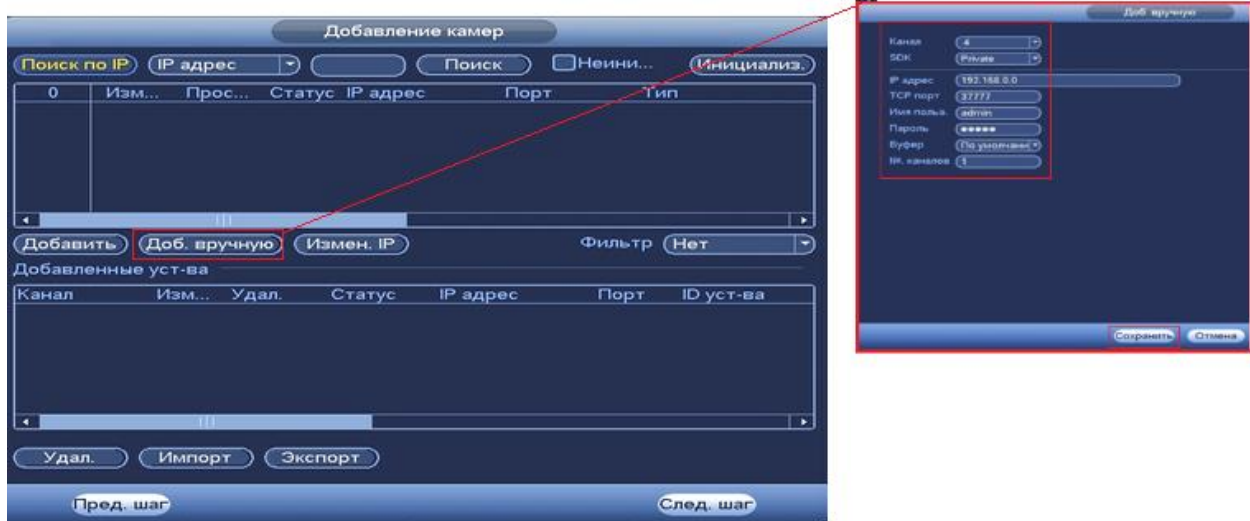 Добавление камер
Поиск по IP IP адрес Поиск Неини... Инициализ.
0 Изм... Прос... Статус IP адрес Порт Тип
Добавить Доб. вручную Измен. IP Фильтр Нет
Добавленные уст-ва
Канал Изм... Удал. Статус IP адрес Порт ID уст-ва
Удал. Импорт Экспорт
Пред. шаг След. шаг
Доб. вручную
Канал 4
SDK Private
IP адрес 192.168.0.0
TCP порт 37777
Имя польз. admin
Пароль •••••
Буфер По умолчани
№. каналов 1
Сохранить Отмена